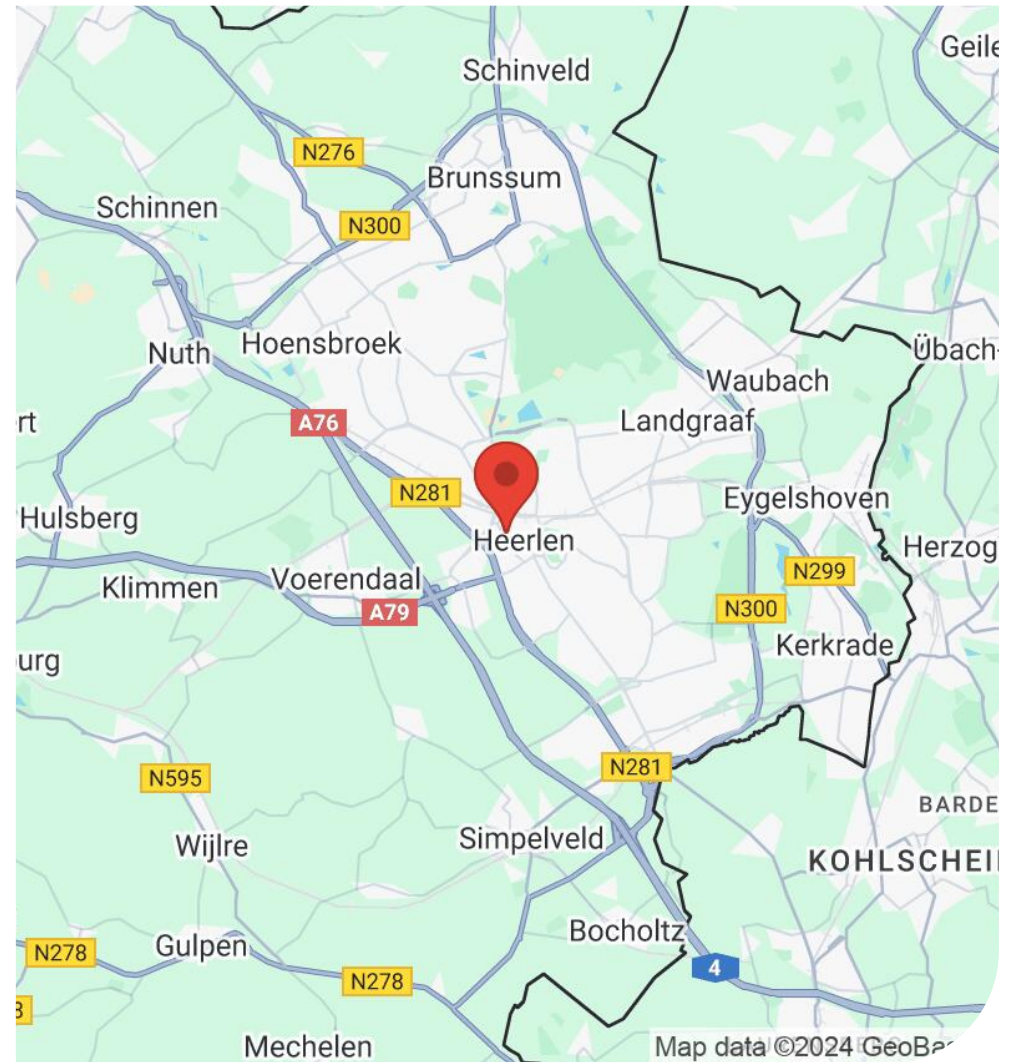 Geile
Schinveld
N276
Brunssum
Schinnen
N300
Hoensbroek
Nuth
Übach-
Waubach
rt
A76
Landgraaf
N281
Eygelshoven
Hulsberg
Heerlen
Herzog
N299
Klimmen
Voerendaal
A79
N300
Kerkrade
urg
N281
N595
BARDE
Wijlre
Simpelveld
KOHLSCHEI
Bocholtz
Gulpen
N278
4
N278
8
Mechelen
Map data ©2024 GeoBa